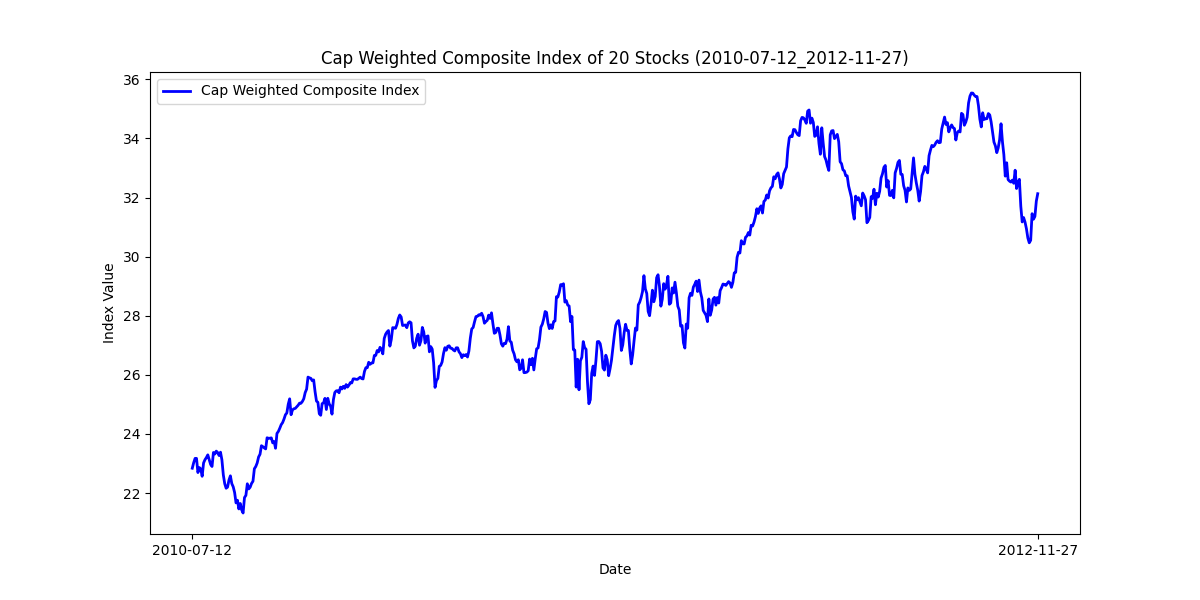 Cap Weighted Composite Index of 20 Stocks (2010-07-12_2012-11-27)
Cap Weighted Composite Index
36
34
32
30
28
26
24
22
Index Value
2010-07-12
2012-11-27
Date